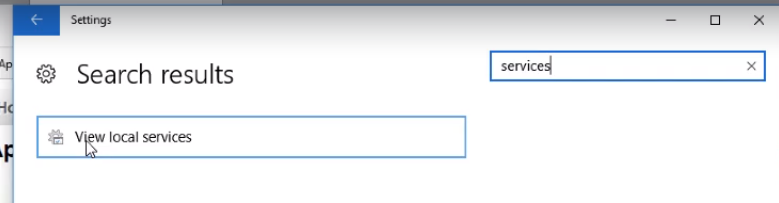 Settings
Search results
services
View local services